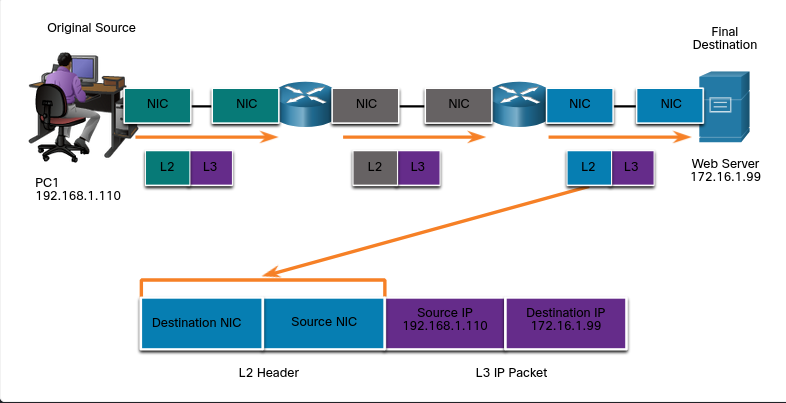 Original Source
Final
Destination
NIC
NIC
NIC
NIC
NIC
NIC
L2
L3
L2
L3
L2
L3
PC1
192.168.1.110
Web Server
172.16.1.99
Destination NIC
Source NIC
Source IP
192.168.1.110
Destination IP
172.16.1.99
L2 Header
L3 IP Packet